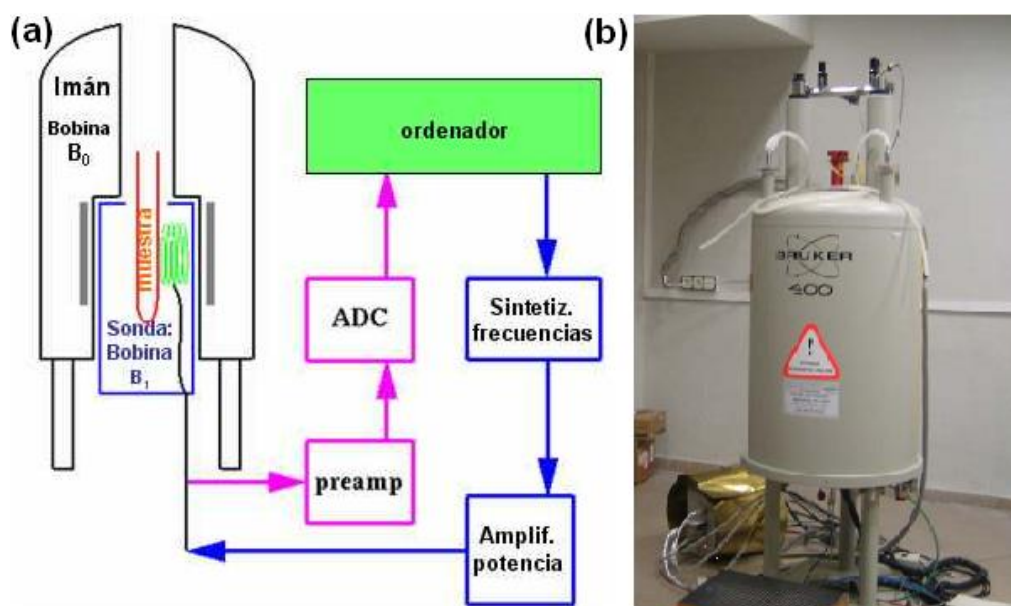 (a)
(b)
Imán
Bobina
B0
ordenador
muestra
ADC
Sintetiz.
frecuencias
Sonda:
Bobina
B1
preamp
Amplif.
potencia
BRUKER
400